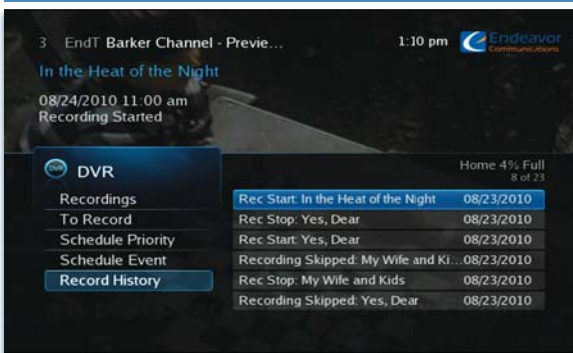 3 EndT Barker Channel - Previe... 1:10 pm Endeavor Communications
In the Heat of the Night
08/24/2010 11:00 am
Recording Started
DVR
Home 4% Full
8 of 23
Recordings
To Record
Schedule Priority
Schedule Event
Record History
Rec Start: In the Heat of the Night 08/23/2010
Rec Stop: Yes, Dear 08/23/2010
Rec Start: Yes, Dear 08/23/2010
Recording Skipped: My Wife and Ki...08/23/2010
Rec Stop: My Wife and Kids 08/23/2010
Recording Skipped: Yes, Dear 08/23/2010